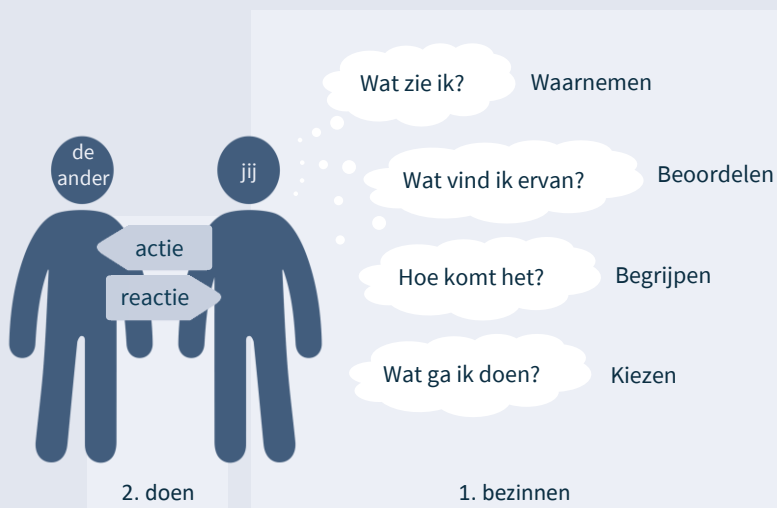 Wat zie ik?
Waarnemen
de
ander
jij
Wat vind ik ervan?
Beoordelen
actie
Hoe komt het?
Begrijpen
reactie
Wat ga ik doen?
Kiezen
2. doen
1. bezinnen